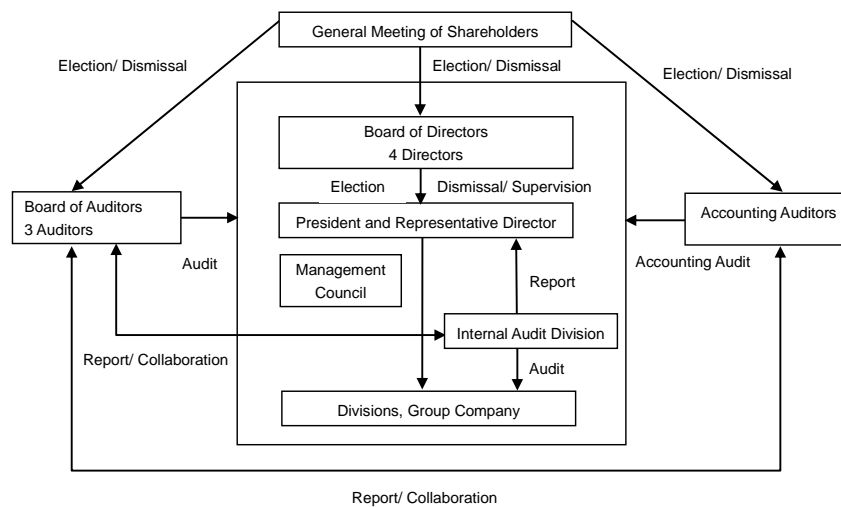 General Meeting of Shareholders
Election/ Dismissal
Election/ Dismissal
Election/ Dismissal
Board of Directors
4 Directors
Election
Dismissal/ Supervision
Board of Auditors
3 Auditors
President and Representative Director
Accounting Auditors
Audit
Management
Council
Report
Accounting Audit
Internal Audit Division
Report/ Collaboration
Audit
Divisions, Group Company
Report/ Collaboration